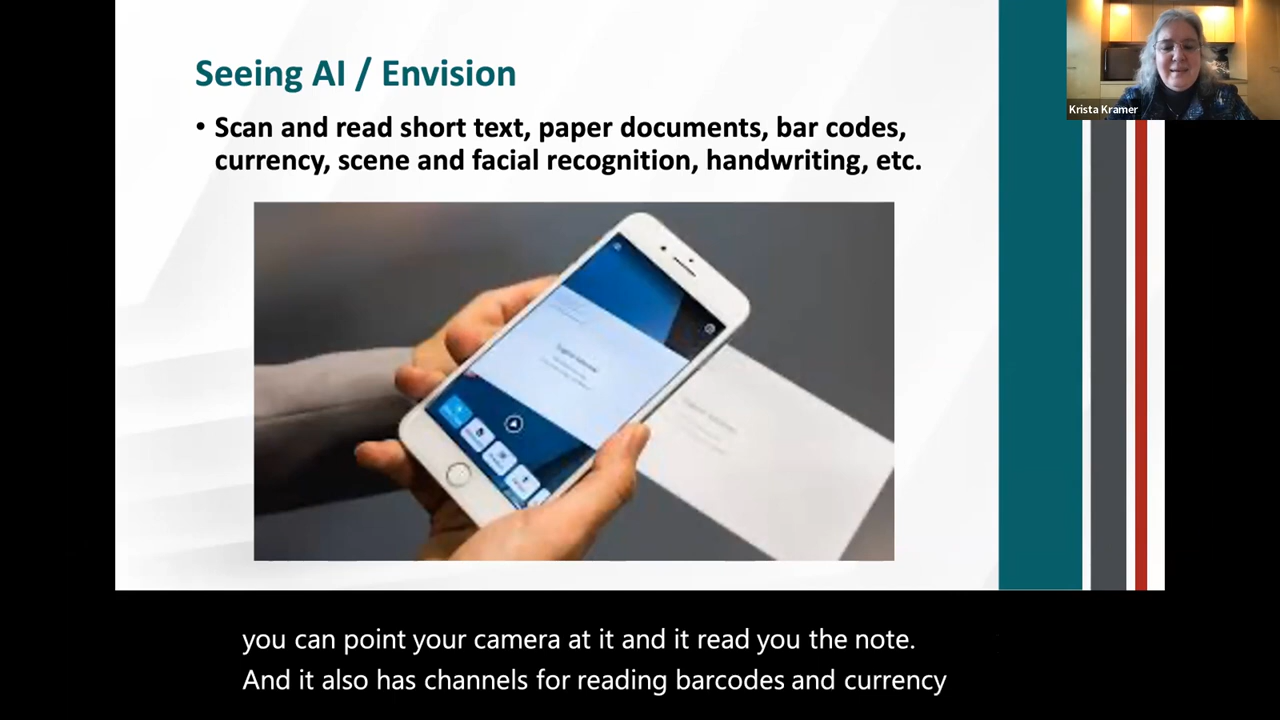 Seeing AI / Envision
• Scan and read short text, paper documents, bar codes,
currency, scene and facial recognition, handwriting, etc.
Krista Kramer
you can point your camera at it and it read you the note.
And it also has channels for reading barcodes and currency